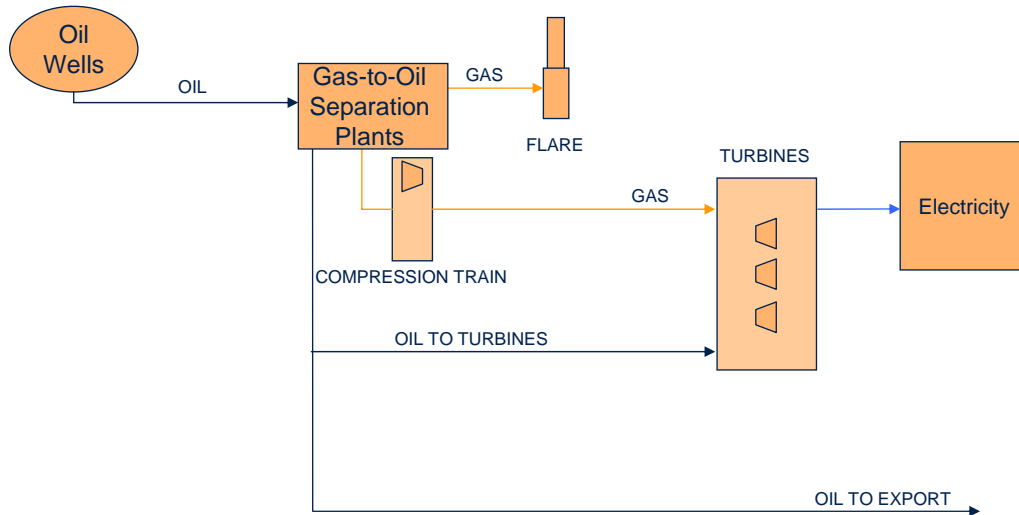 Oil
Wells
OIL
Gas-to-Oil
Separation
Plants
GAS
FLARE
TURBINES
GAS
Electricity
COMPRESSION TRAIN
OIL TO TURBINES
OIL TO EXPORT